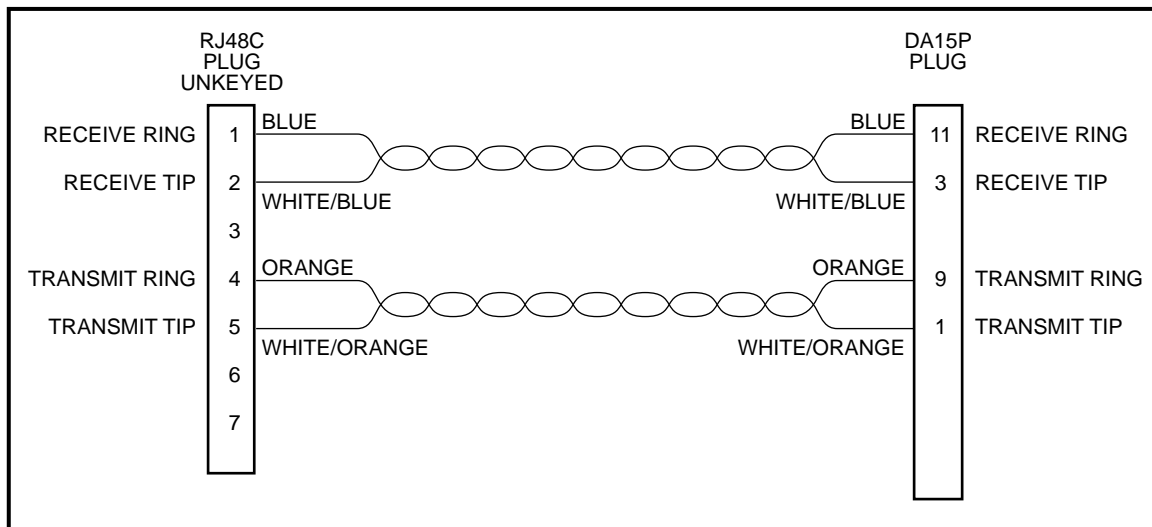 RJ48C
PLUG
UNKEYED
DA15P
PLUG
RECEIVE RING 1 BLUE BLUE 11 RECEIVE RING
RECEIVE TIP 2 WHITE/BLUE WHITE/BLUE 3 RECEIVE TIP
3
TRANSMIT RING 4 ORANGE ORANGE 9 TRANSMIT RING
TRANSMIT TIP 5 WHITE/ORANGE WHITE/ORANGE 1 TRANSMIT TIP
6
7